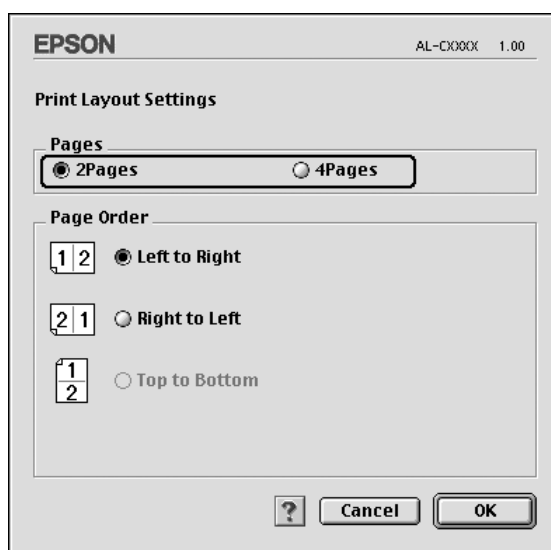 EPSON AL-CXXXX 1.00
Print Layout Settings
Pages
2Pages 4Pages
Page Order
1 2 Left to Right
2 1 Right to Left
1
2
Top to Bottom
? Cancel OK